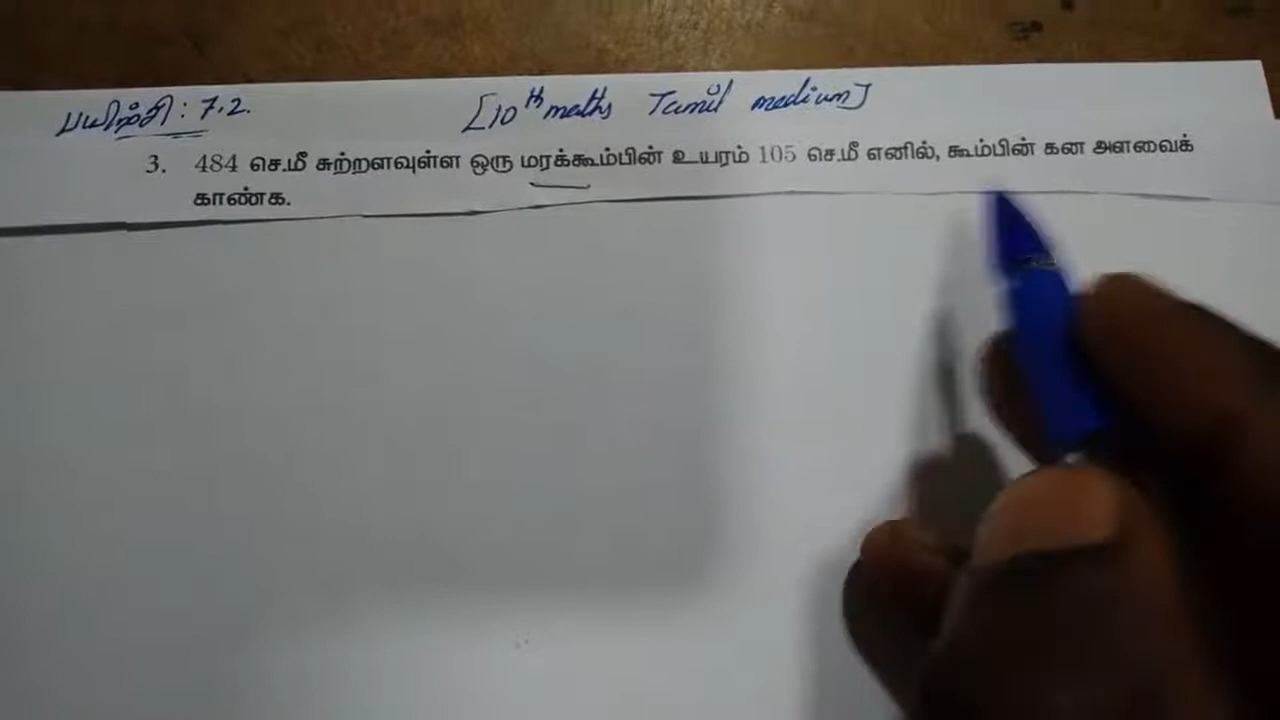 பயிற்சி: 7.2. [10th maths Tamil medium]
3. 484 செ.மீ சுற்றளவுள்ள ஒரு மரக்கூம்பின் உயரம் 105 செ.மீ எனில், கூம்பின் கன அளவைக்
காண்க.